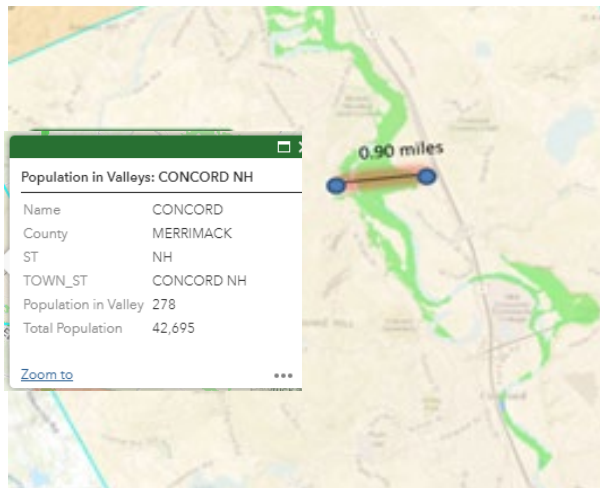 0.90 miles
Population in Valleys: CONCORD NH
Name CONCORD
County MERRIMACK
ST NH
TOWN_ST CONCORD NH
Population in Valley 278
Total Population 42,695
Zoom to